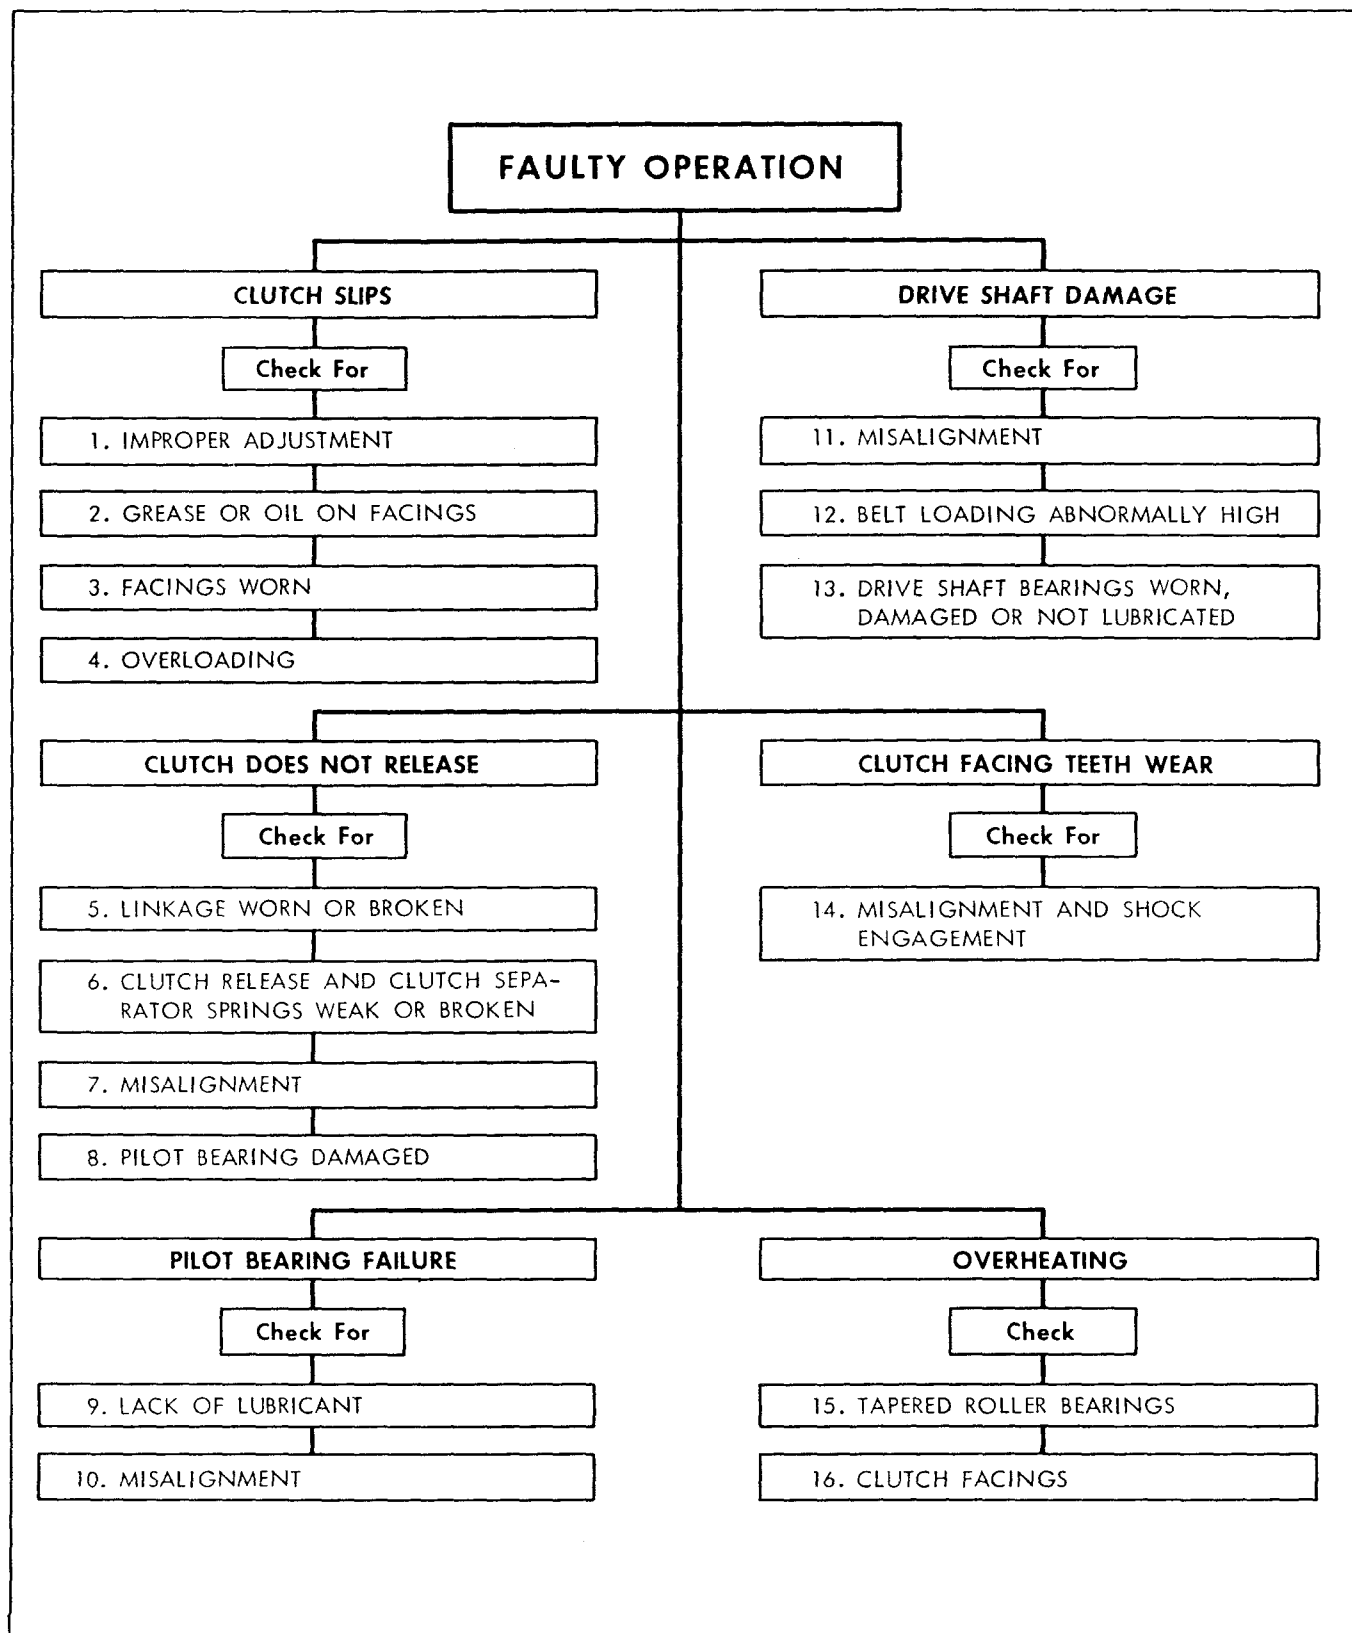 FAULTY OPERATION
CLUTCH SLIPS
Check For
1. IMPROPER ADJUSTMENT
2. GREASE OR OIL ON FACINGS
3. FACINGS WORN
4. OVERLOADING
DRIVE SHAFT DAMAGE
Check For
11. MISALIGNMENT
12. BELT LOADING ABNORMALLY HIGH
13. DRIVE SHAFT BEARINGS WORN,
DAMAGED OR NOT LUBRICATED
CLUTCH DOES NOT RELEASE
Check For
5. LINKAGE WORN OR BROKEN
6. CLUTCH RELEASE AND CLUTCH SEPA-
RATOR SPRINGS WEAK OR BROKEN
7. MISALIGNMENT
8. PILOT BEARING DAMAGED
CLUTCH FACING TEETH WEAR
Check For
14. MISALIGNMENT AND SHOCK
ENGAGEMENT
PILOT BEARING FAILURE
Check For
9. LACK OF LUBRICANT
10. MISALIGNMENT
OVERHEATING
Check
15. TAPERED ROLLER BEARINGS
16. CLUTCH FACINGS